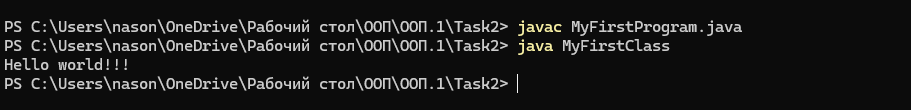 PS C:\Users\nason\OneDrive\Рабочий стол\ООП\ООП.1\Task2> javac MyFirstProgram.java
PS C:\Users\nason\OneDrive\Рабочий стол\ООП\ООП.1\Task2> java MyFirstClass
Hello world!!!
PS C:\Users\nason\OneDrive\Рабочий стол\ООП\ООП.1\Task2>